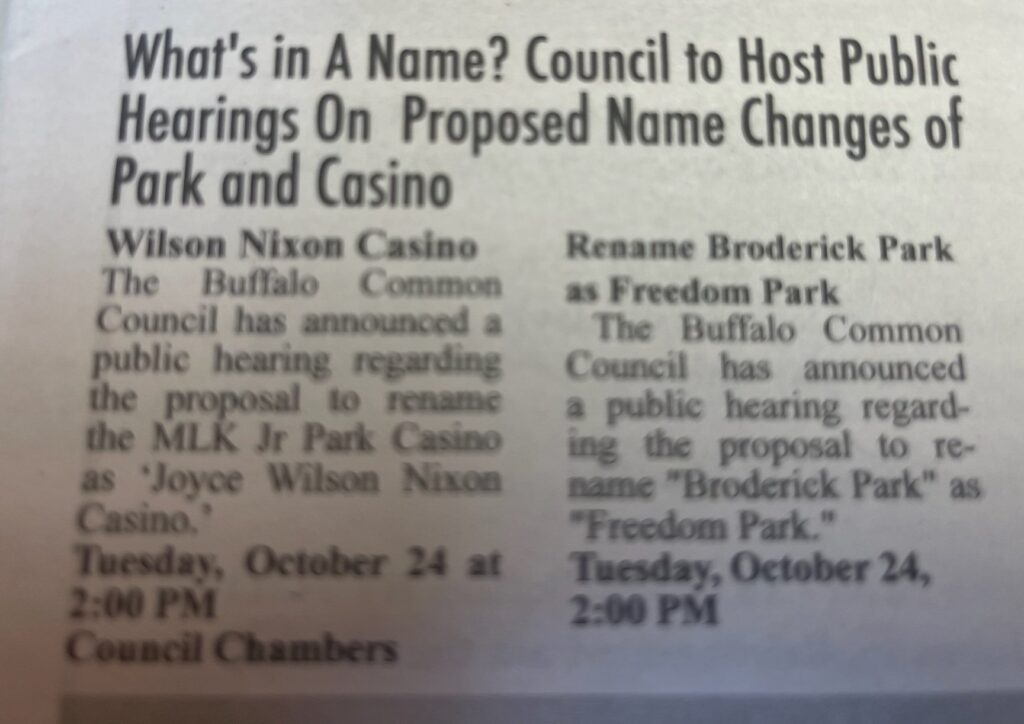 What's in A Name? Council to Host Public
Hearings On Proposed Name Changes of
Park and Casino
Wilson Nixon Casino
The Buffalo Common
Council has announced a
public hearing regarding
the proposal to rename
the MLK Jr Park Casino
as 'Joyce Wilson Nixon
Casino.'
Tuesday, October 24 at
2:00 PM
Council Chambers
Rename Broderick Park
as Freedom Park
The Buffalo Common
Council has announced
a public hearing regard-
ing the proposal to re-
name "Broderick Park" as
"Freedom Park."
Tuesday, October 24,
2:00 PM